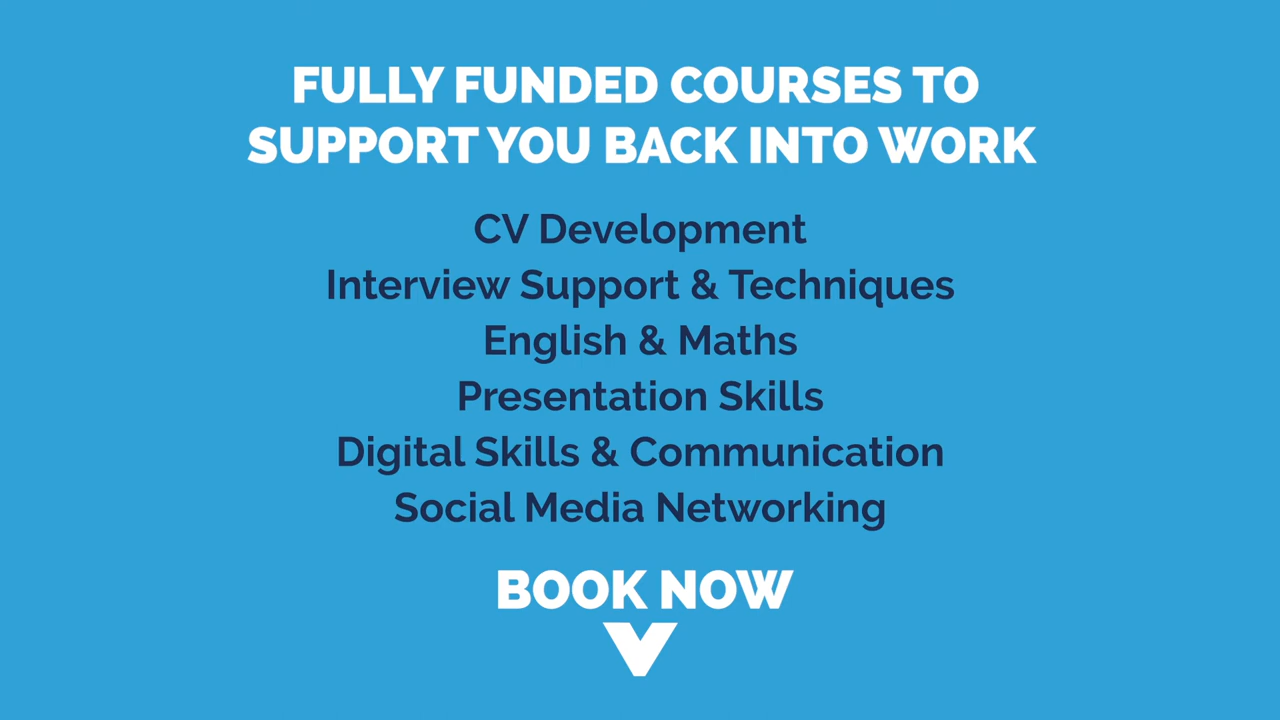 FULLY FUNDED COURSES TO
SUPPORT YOU BACK INTO WORK
CV Development
Interview Support & Techniques
English & Maths
Presentation Skills
Digital Skills & Communication
Social Media Networking
BOOK NOW